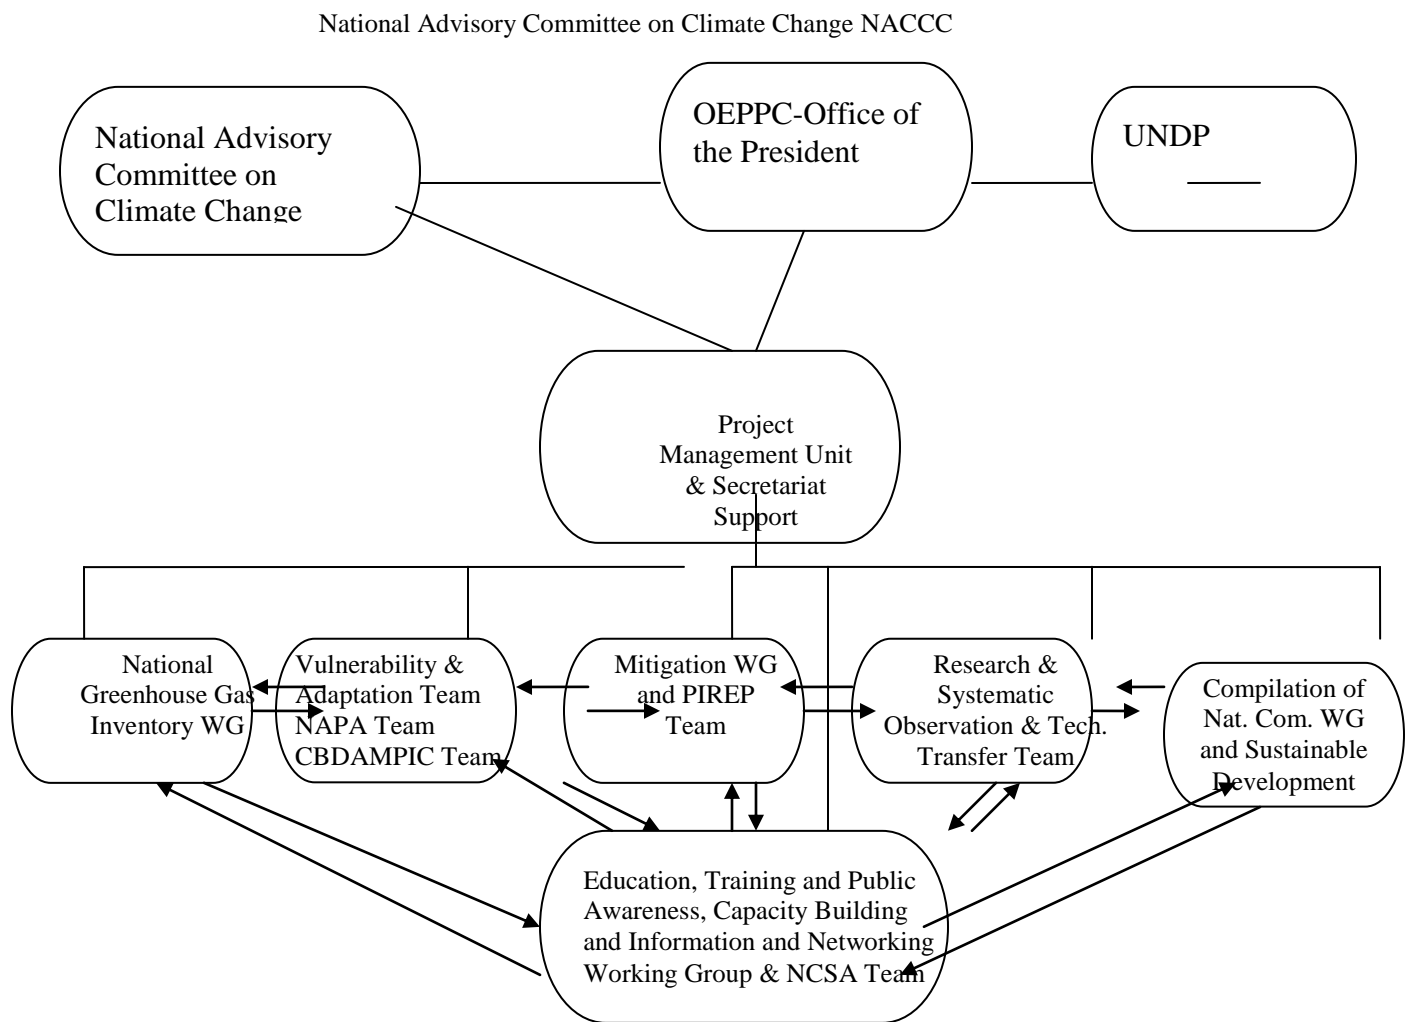 National Advisory Committee on Climate Change NACCC
National Advisory
Committee on
Climate Change
OEPPC-Office of
the President
UNDP
Project
Management Unit
& Secretariat
Support
National
Greenhouse Gas
Inventory WG
Vulnerability &
Adaptation Team
NAPA Team
CBDAMPIC Team
Mitigation WG
and PIREP
Team
Research &
Systematic
Observation & Tech.
Transfer Team
Compilation of
Nat. Com. WG
and Sustainable
Development
Education, Training and Public
Awareness, Capacity Building
and Information and Networking
Working Group & NCSA Team